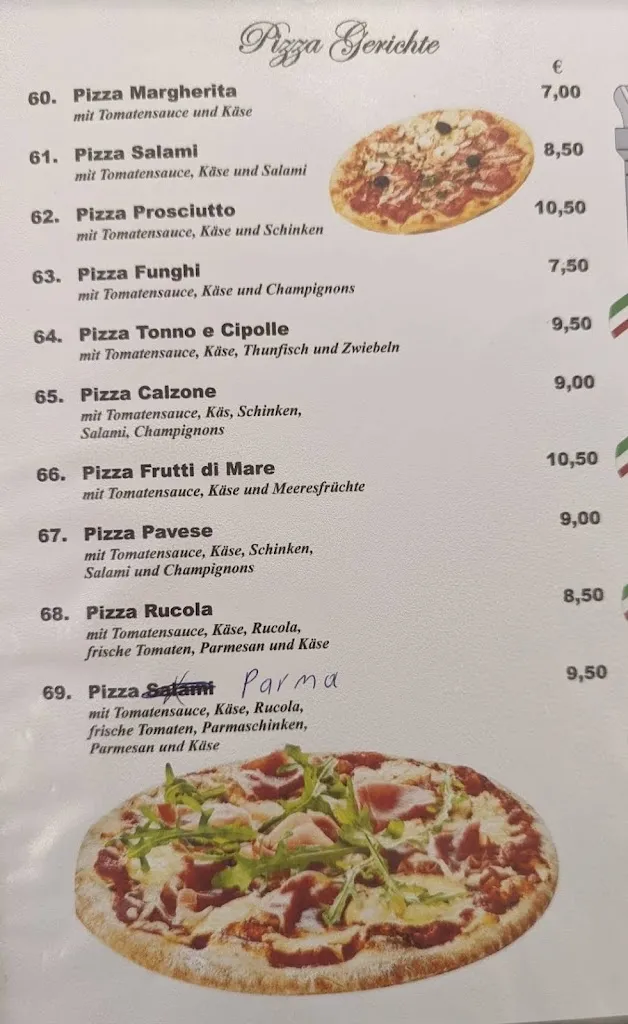 Pizza Gerichte
€
60. Pizza Margherita 7,00
mit Tomatensauce und Käse
61. Pizza Salami 8,50
mit Tomatensauce, Käse und Salami
62. Pizza Prosciutto 10,50
mit Tomatensauce, Käse und Schinken
63. Pizza Funghi 7,50
mit Tomatensauce, Käse und Champignons
64. Pizza Tonno e Cipolle 9,50
mit Tomatensauce, Käse, Thunfisch und Zwiebeln
65. Pizza Calzone 9,00
mit Tomatensauce, Käs, Schinken,
Salami, Champignons
66. Pizza Frutti di Mare 10,50
mit Tomatensauce, Käse und Meeresfrüchte
67. Pizza Pavese 9,00
mit Tomatensauce, Käse, Schinken,
Salami und Champignons
68. Pizza Rucola 8,50
mit Tomatensauce, Käse, Rucola,
frische Tomaten, Parmesan und Käse
69. Pizza Salami Parma 9,50
mit Tomatensauce, Käse, Rucola,
frische Tomaten, Parmaschinken,
Parmesan und Käse